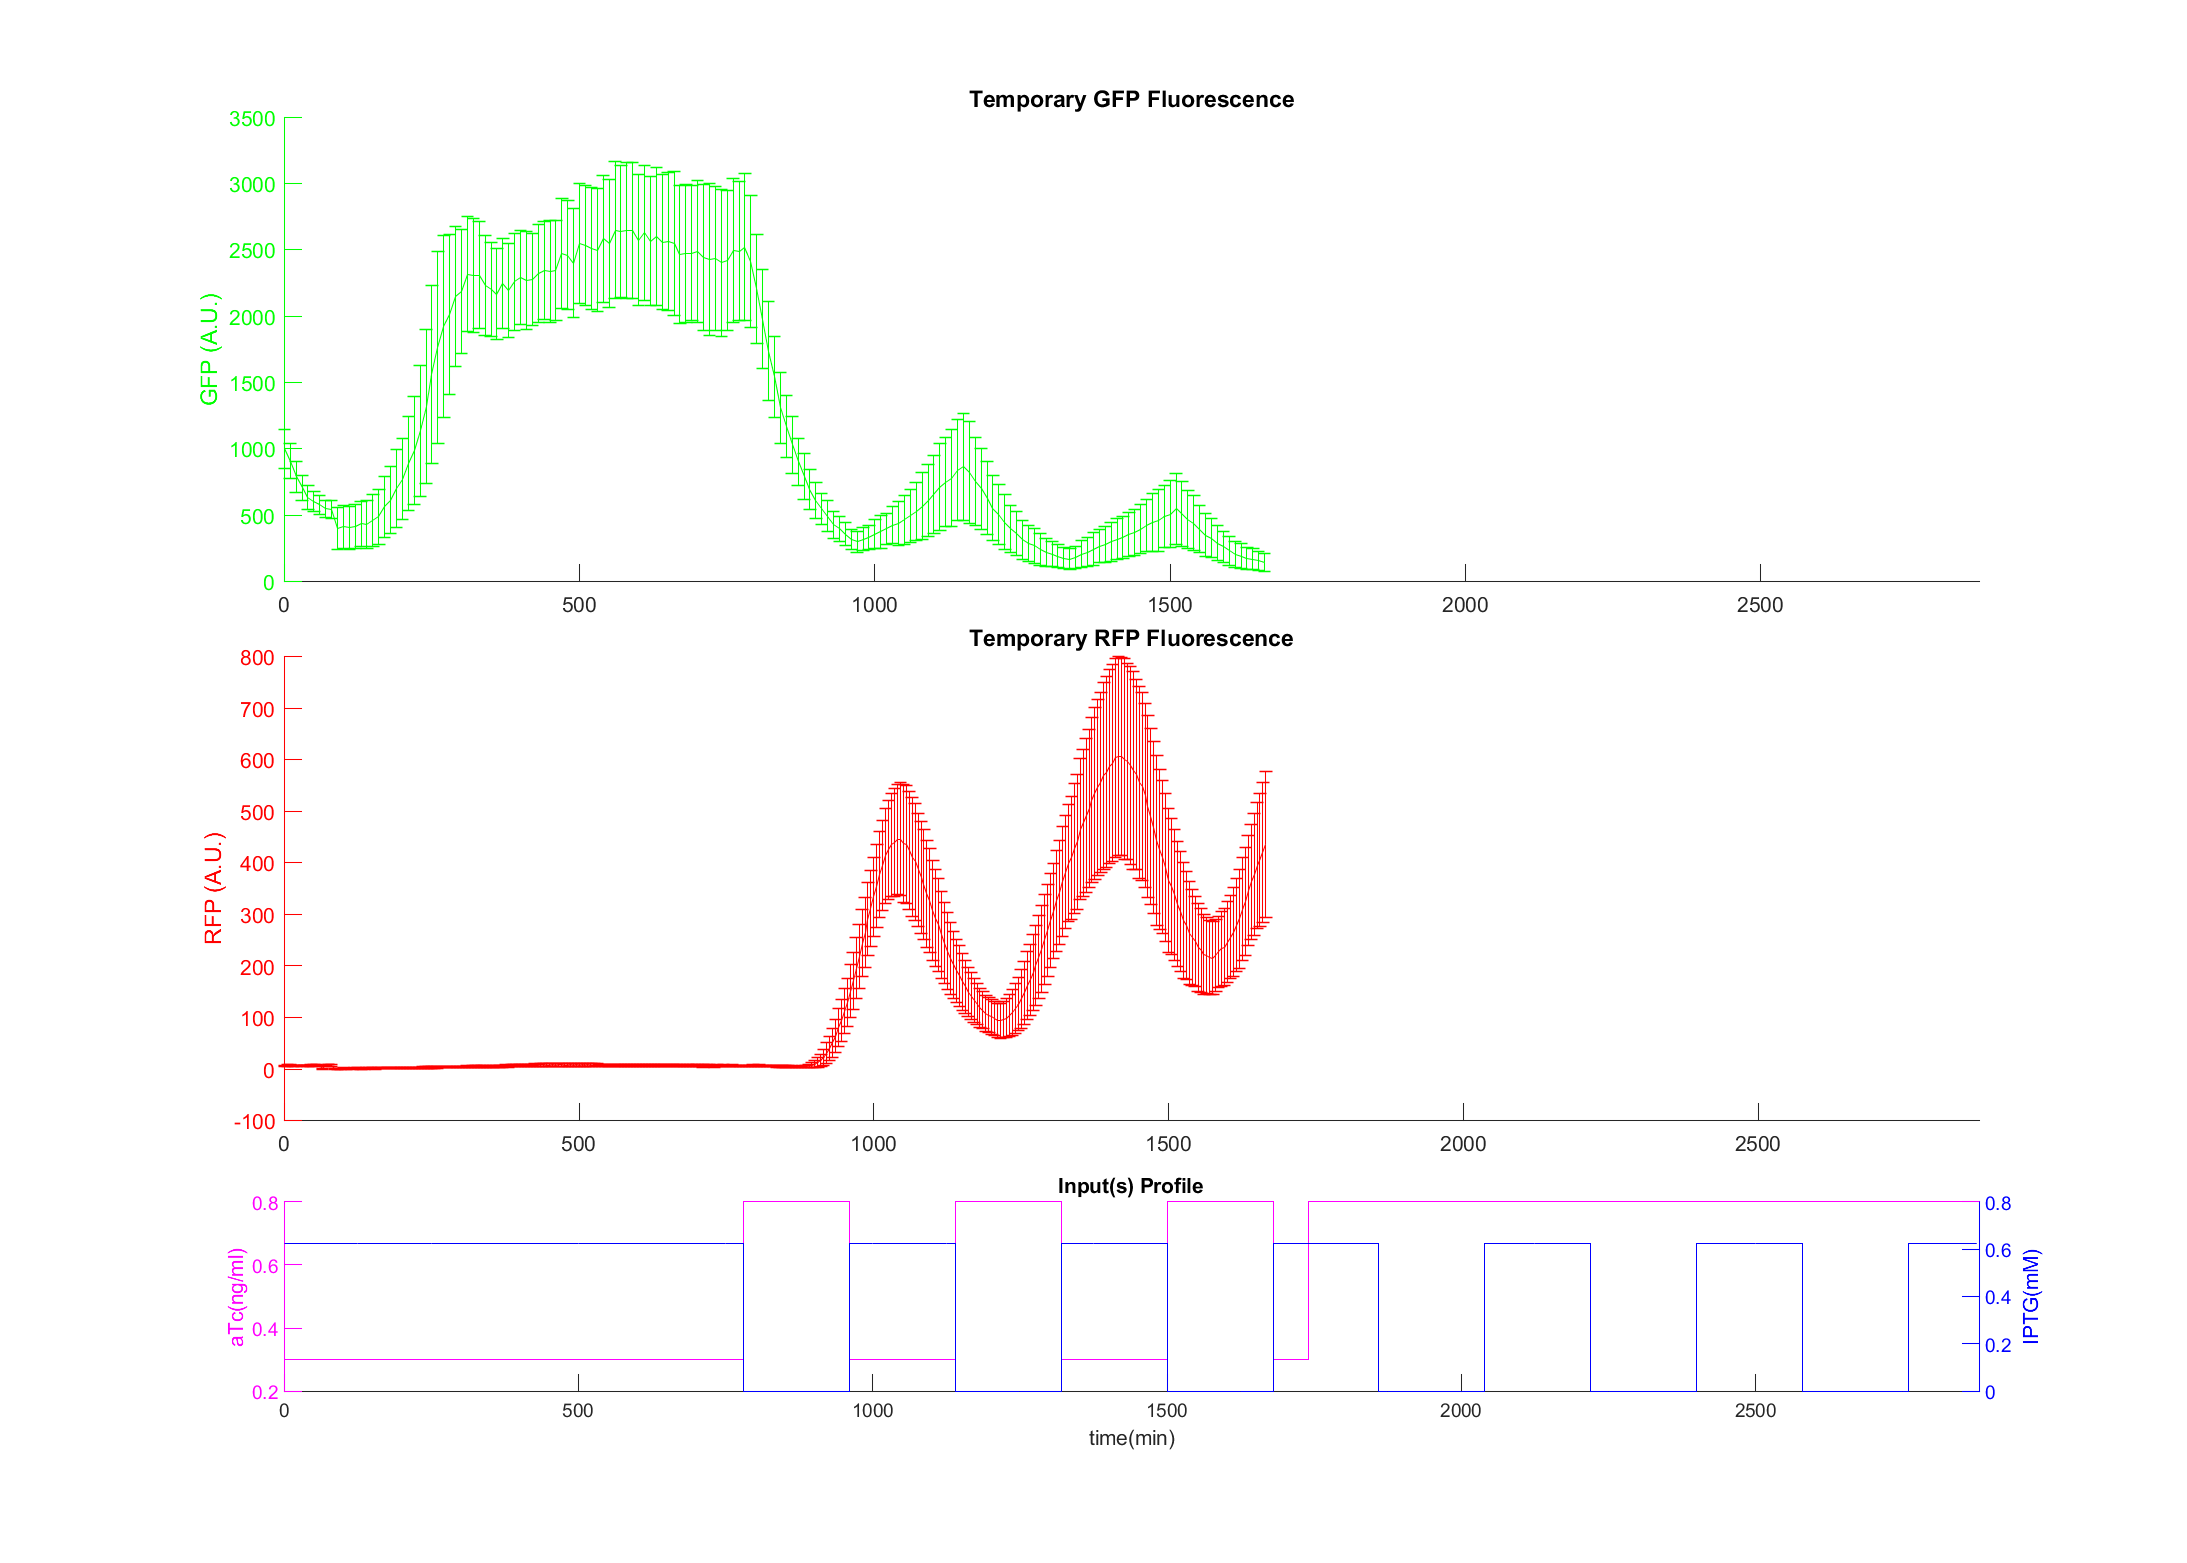 Temporary GFP Fluorescence
3500
3000
2500
2000
1500
1000
500
0
GFP (A.U.)
0 500 1000 1500 2000 2500
Temporary RFP Fluorescence
800
700
600
500
400
300
200
100
0
-100
RFP (A.U.)
0 500 1000 1500 2000 2500
Input(s) Profile
0.8
0.6
0.4
0.2
aTc(ng/ml)
0.8
0.6
0.4
0.2
0
IPTG(mM)
0 500 1000 1500 2000 2500
time(min)